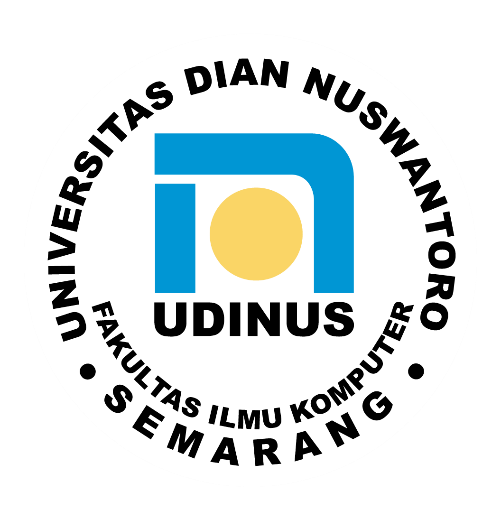 UNIVERSITAS DIAN NUSWANTORO
UDINUS
FAKULTAS ILMU KOMPUTER
• SEMARANG •